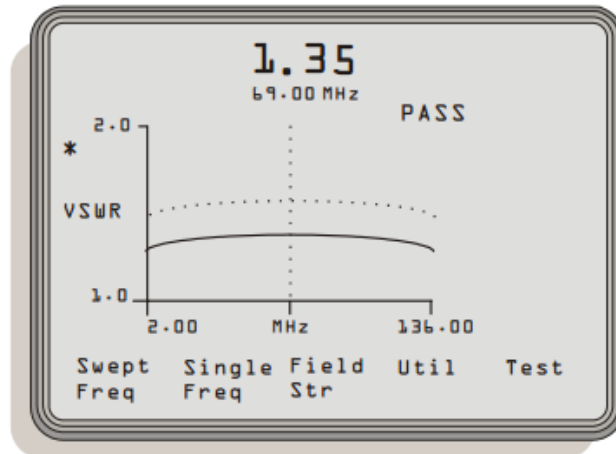 1.35
69.00 MHz
PASS
2.0
*
VSWR
1.0
2.00 MHz 136.00
Swept Single Field Util Test
Freq Freq Str